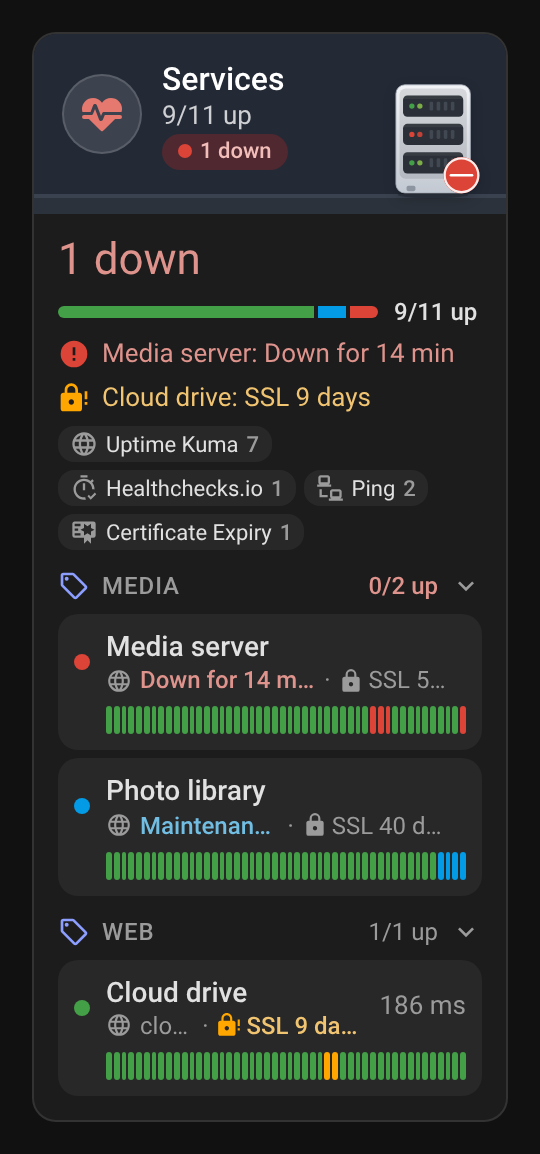 Services
9/11 up
1 down
1 down
9/11 up
Media server: Down for 14 min
Cloud drive: SSL 9 days
Uptime Kuma 7
Healthchecks.io 1 Ping 2
Certificate Expiry 1
MEDIA 0/2 up
Media server
Down for 14 m… · SSL 5…
Photo library
Maintenan… · SSL 40 d…
WEB 1/1 up
Cloud drive 186 ms
clo… · SSL 9 da…